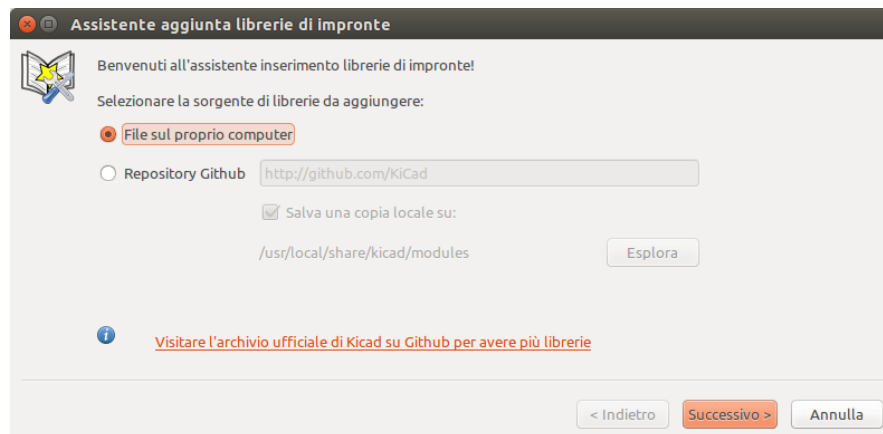 Assistente aggiunta librerie di impronte
Benvenuti all'assistente inserimento librerie di impronte!
Selezionare la sorgente di librerie da aggiungere:
File sul proprio computer
Repository Github http://github.com/KiCad
Salva una copia locale su:
/usr/local/share/kicad/modules Esplora
Visitare l'archivio ufficiale di Kicad su Github per avere più librerie
< Indietro Successivo > Annulla